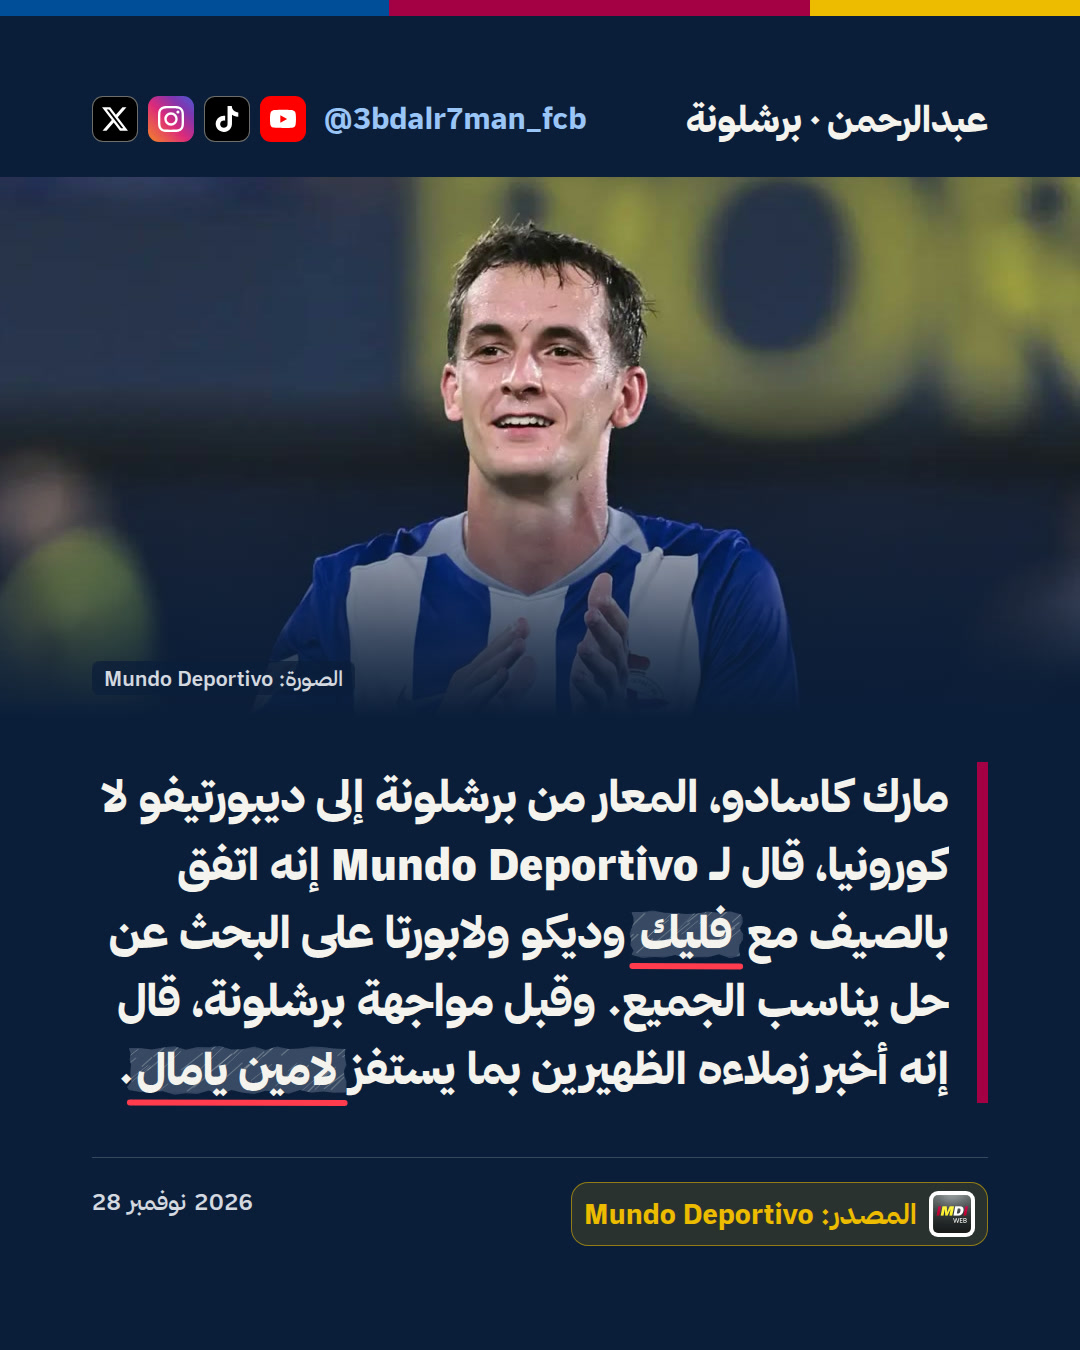 عبدالرحمن · برشلونة
@3bdalr7man_fcb
الصورة: Mundo Deportivo
مارك كاسادو، المعار من برشلونة إلى ديبورتيفو لا
كورونيا، قال لـ Mundo Deportivo إنه اتفق
بالصيف مع فليك وديكو ولابورتا على البحث عن
حل يناسب الجميع. وقبل مواجهة برشلونة، قال
إنه أخبر زملاءه الظهيرين بما يستفز لامين يامال.
المصدر: Mundo Deportivo
MD
WEB
28 نوفمبر 2026